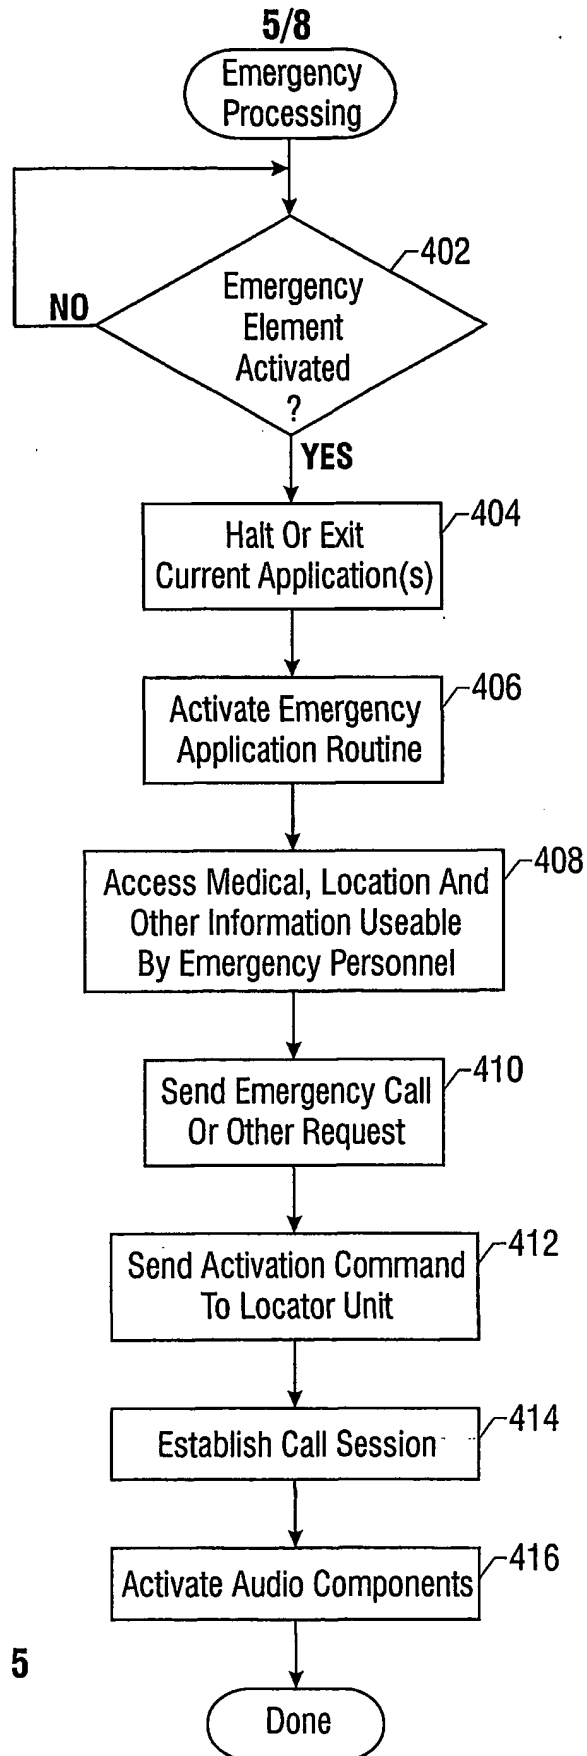 5/8
Emergency
Processing
402
Emergency
Element
Activated
?
NO
YES
404
Halt Or Exit
Current Application(s)
406
Activate Emergency
Application Routine
408
Access Medical, Location And
Other Information Useable
By Emergency Personnel
410
Send Emergency Call
Or Other Request
412
Send Activation Command
To Locator Unit
414
Establish Call Session
416
Activate Audio Components
5
Done